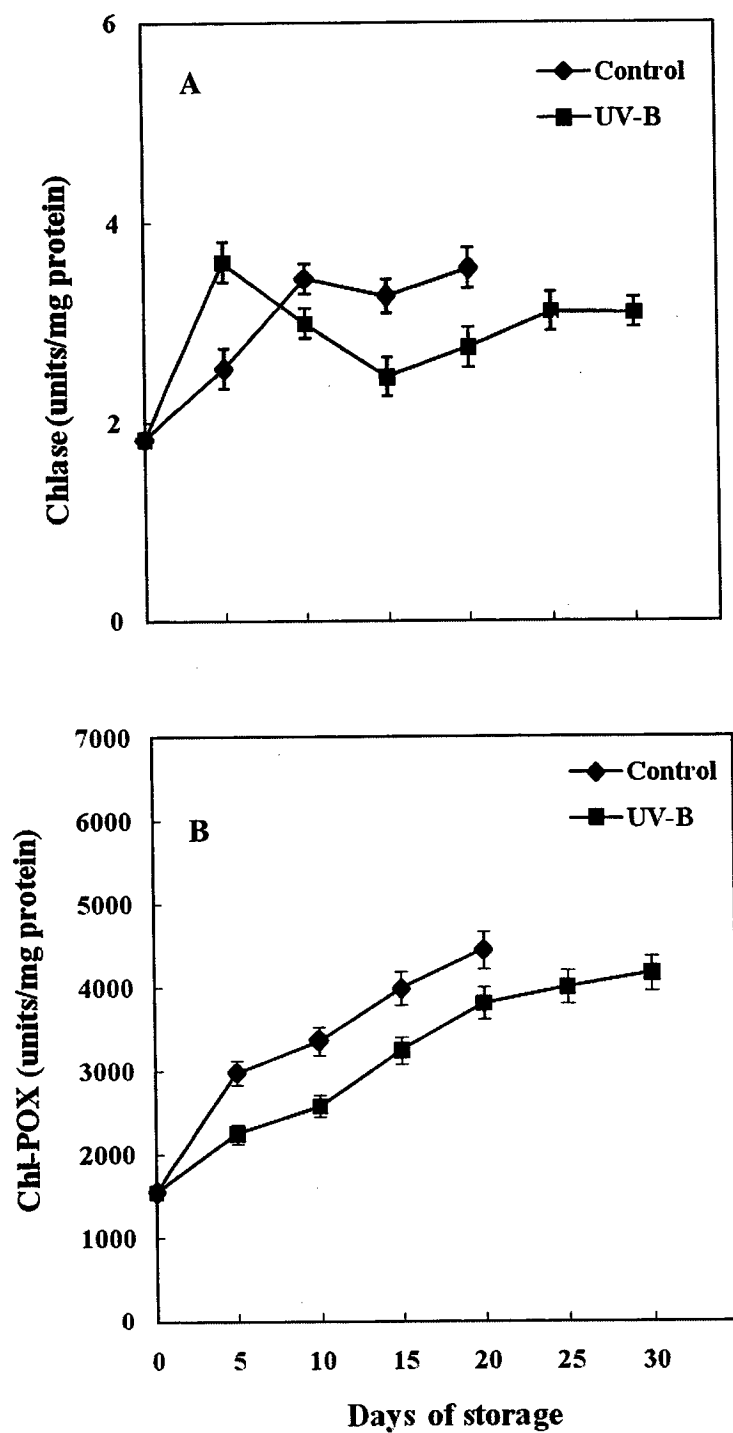 6
A
Control
UV-B
4
2
0
Chlase (units/mg protein)
7000
6000
5000
4000
3000
2000
1000
0
B
Control
UV-B
Chl-POX (units/mg protein)
0 5 10 15 20 25 30
Days of storage